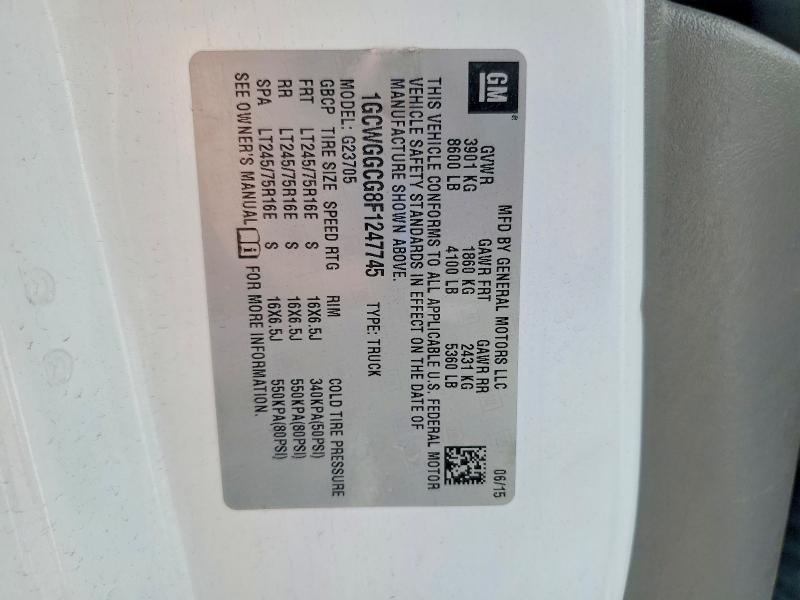 GM
MFD BY GENERAL MOTORS LLC 06/15
GVWR GAWR FRT GAWR RR
3901 KG 1860 KG 2431 KG
8600 LB 4100 LB 5360 LB
THIS VEHICLE CONFORMS TO ALL APPLICABLE U.S. FEDERAL MOTOR
VEHICLE SAFETY STANDARDS IN EFFECT ON THE DATE OF
MANUFACTURE SHOWN ABOVE.
1GCWGGCG8F1247745 TYPE: TRUCK
MODEL: G23705
GBCP TIRE SIZE SPEED RTG RIM COLD TIRE PRESSURE
FRT LT245/75R16E S 16X6.5J 340KPA(50PSI)
RR LT245/75R16E S 16X6.5J 550KPA(80PSI)
SPA LT245/75R16E S 16X6.5J 550KPA(80PSI)
SEE OWNER'S MANUAL FOR MORE INFORMATION.